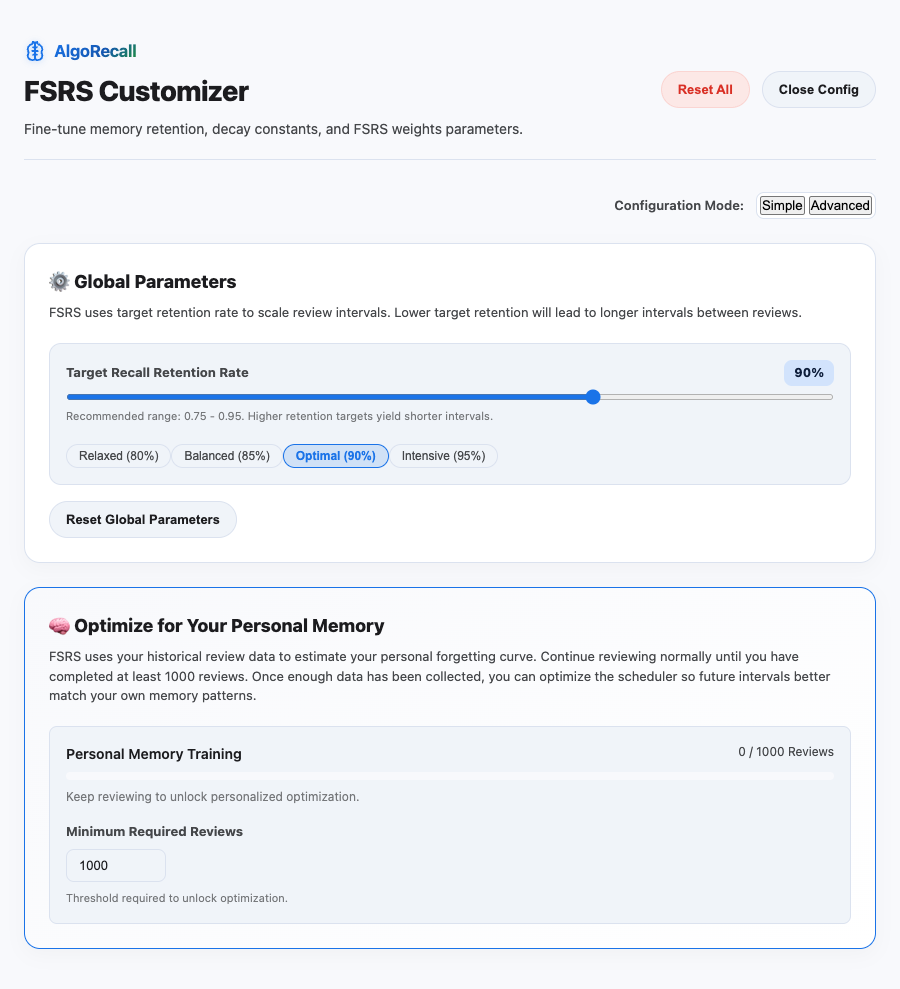 AlgoRecall
FSRS Customizer
Reset All
Close Config
Fine-tune memory retention, decay constants, and FSRS weights parameters.
Configuration Mode:
Simple
Advanced
Global Parameters
FSRS uses target retention rate to scale review intervals. Lower target retention will lead to longer intervals between reviews.
Target Recall Retention Rate
90%
Recommended range: 0.75 - 0.95. Higher retention targets yield shorter intervals.
Relaxed (80%)
Balanced (85%)
Optimal (90%)
Intensive (95%)
Reset Global Parameters
Optimize for Your Personal Memory
FSRS uses your historical review data to estimate your personal forgetting curve. Continue reviewing normally until you have
completed at least 1000 reviews. Once enough data has been collected, you can optimize the scheduler so future intervals better
match your own memory patterns.
Personal Memory Training
0 / 1000 Reviews
Keep reviewing to unlock personalized optimization.
Minimum Required Reviews
1000
Threshold required to unlock optimization.